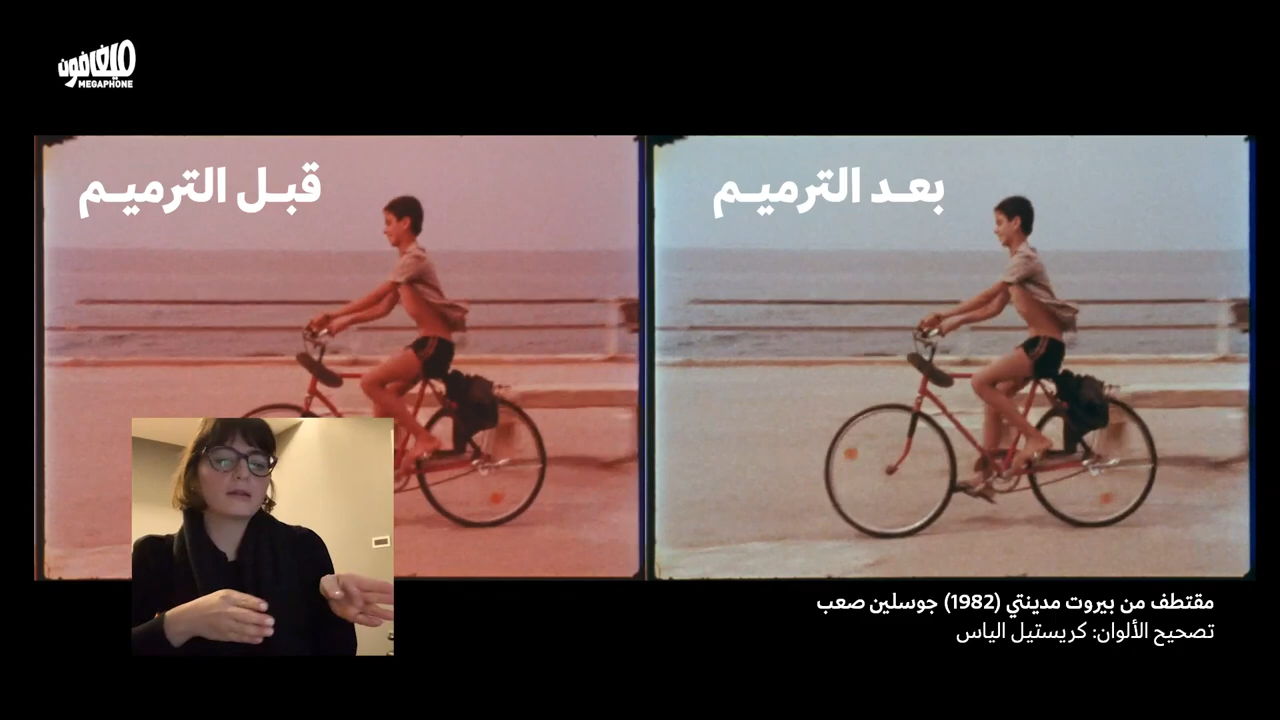 ميغافون
MEGAPHONE
بعد الترميم
قبل الترميم
مقتطف من بيروت مدينتي (1982) جوسلين صعب
تصحيح الألوان: كريستيل الياس